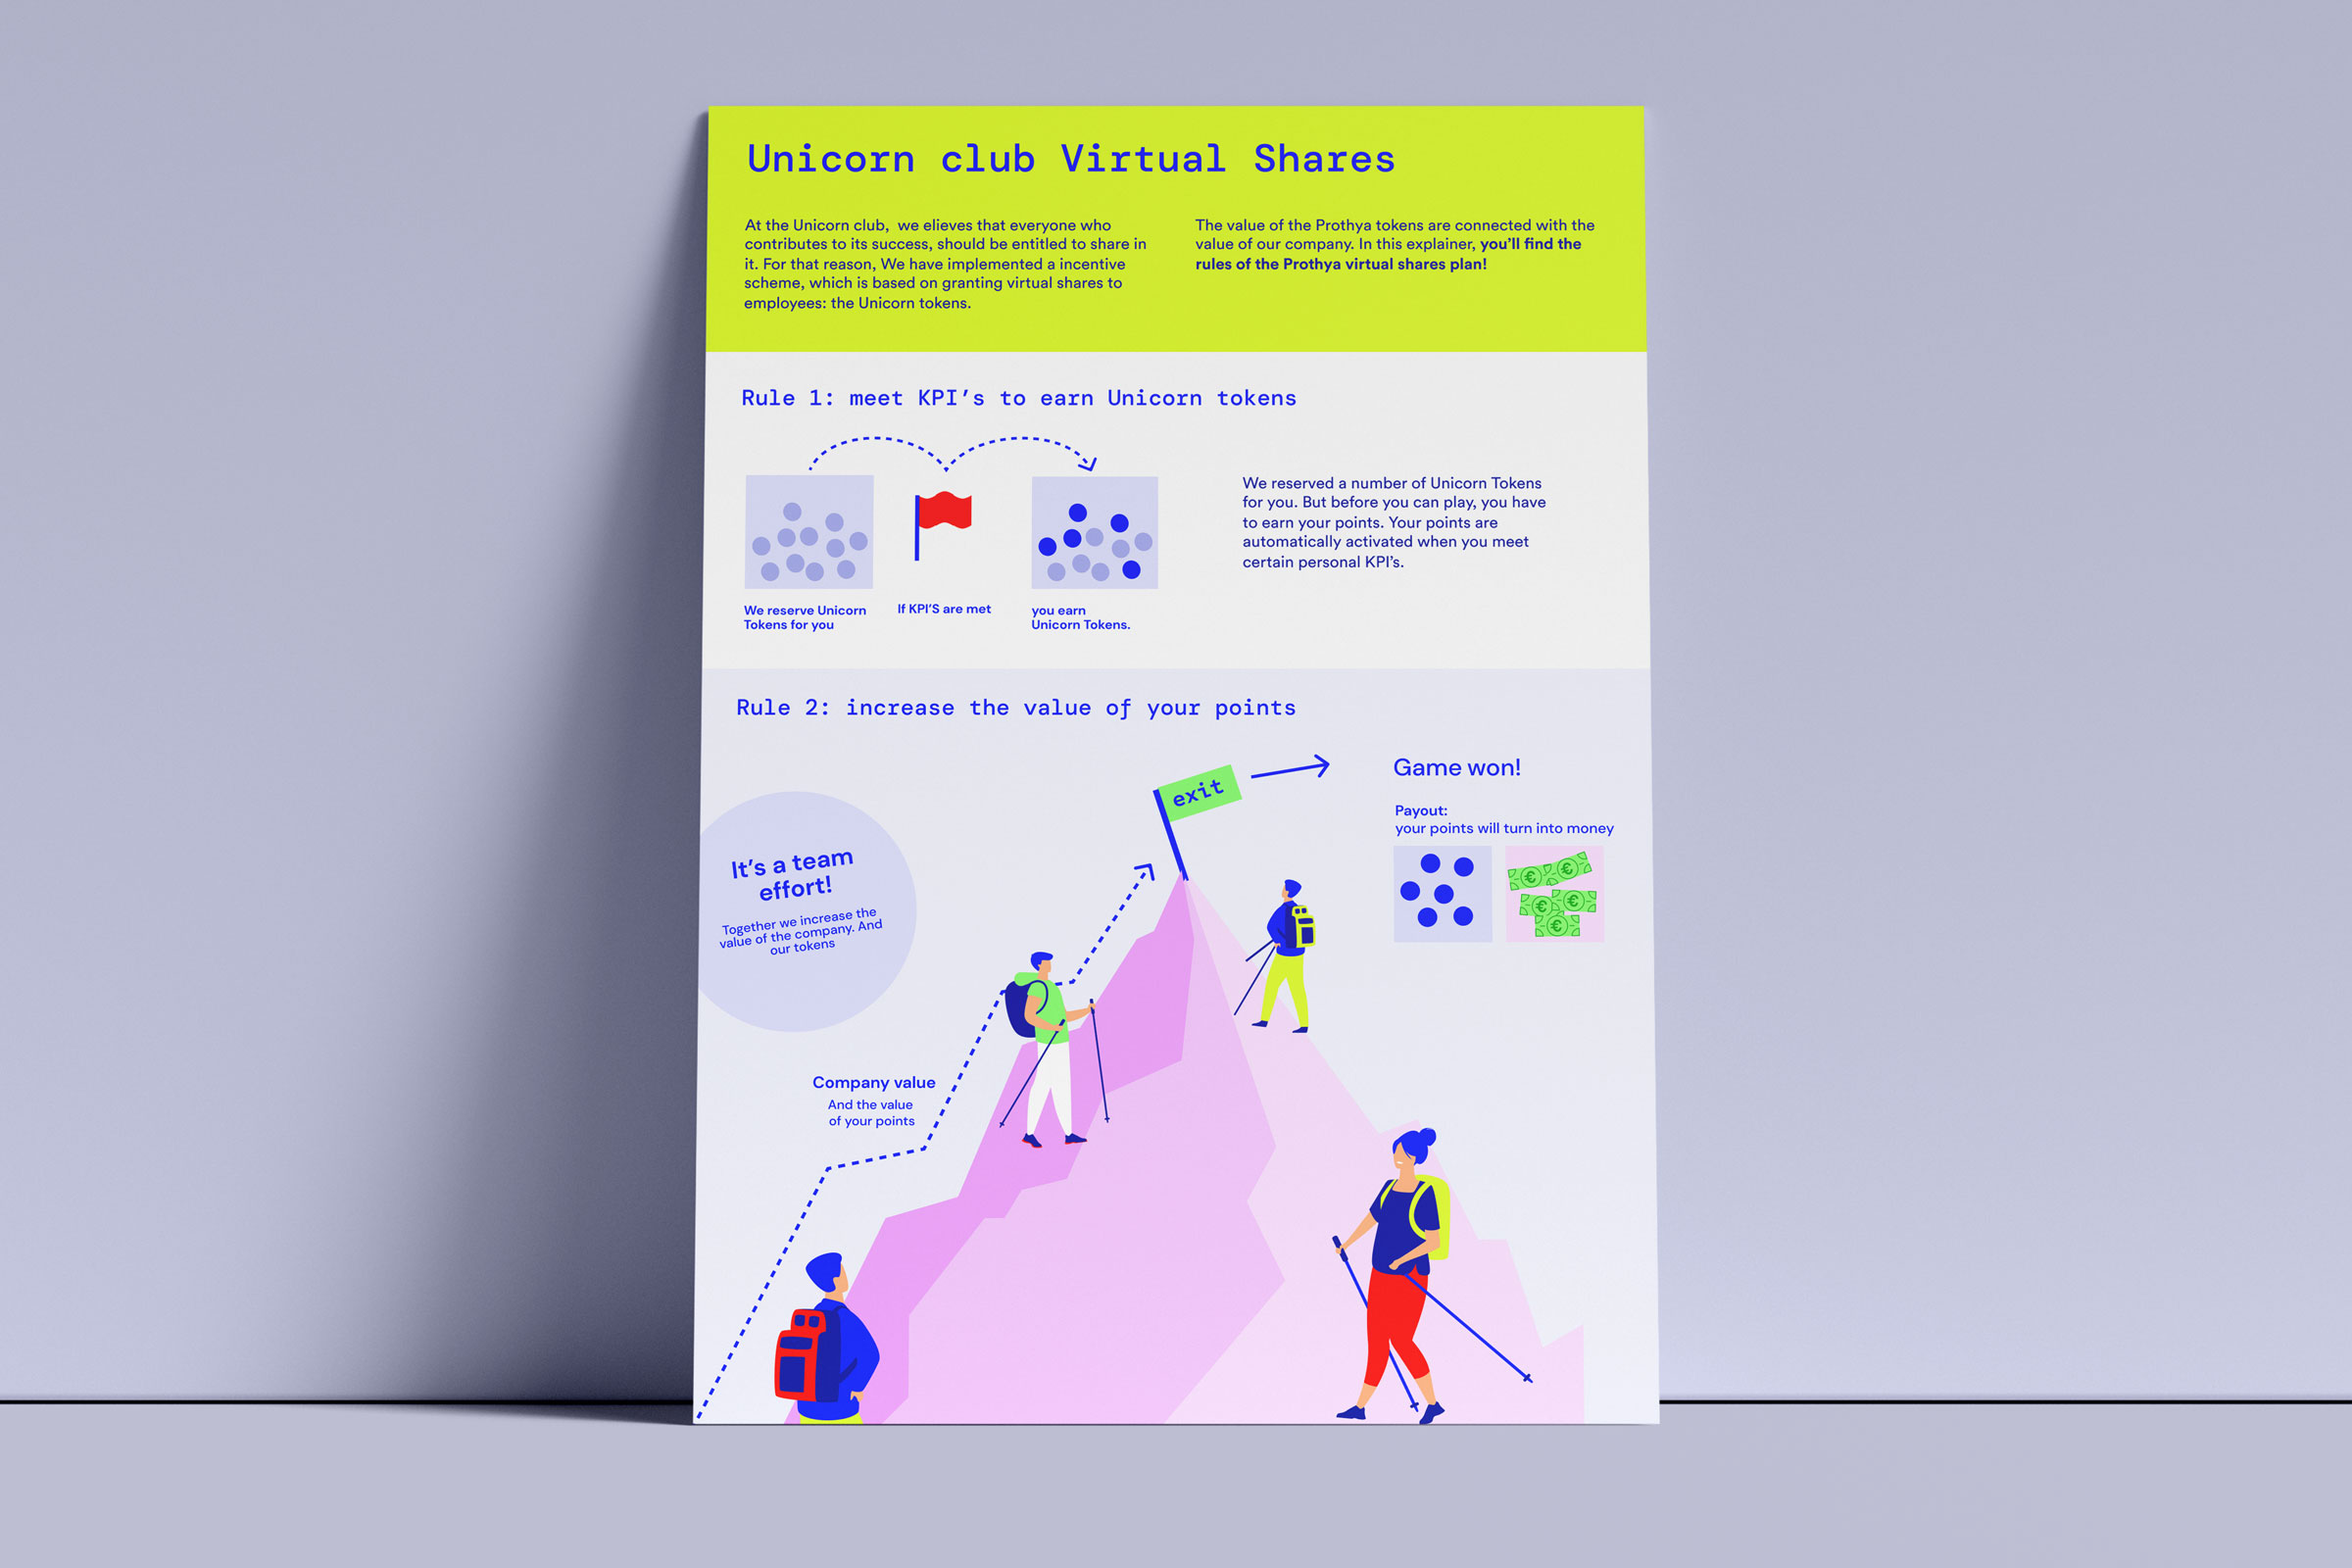 Unicorn club Virtual Shares
At the Unicorn club,  we elieves that everyone who
contributes to its success, should be entitled to share in
it. For that reason, We have implemented a incentive
scheme, which is based on granting virtual shares to
employees: the Unicorn tokens.
The value of the Prothya tokens are connected with the
value of our company. In this explainer, you'll find the
rules of the Prothya virtual shares plan!
Rule 1: meet KPI's to earn Unicorn tokens
We reserve Unicorn
Tokens for you
If KPI'S are met
you earn
Unicorn Tokens.
We reserved a number of Unicorn Tokens
for you. But before you can play, you have
to earn your points. Your points are
automatically activated when you meet
certain personal KPI's.
Rule 2: increase the value of your points
It's a team
effort!
Together we increase the
value of the company. And
our tokens
Company value
And the value
of your points
exit
Game won!
Payout:
your points will turn into money
€
€
€
€
€